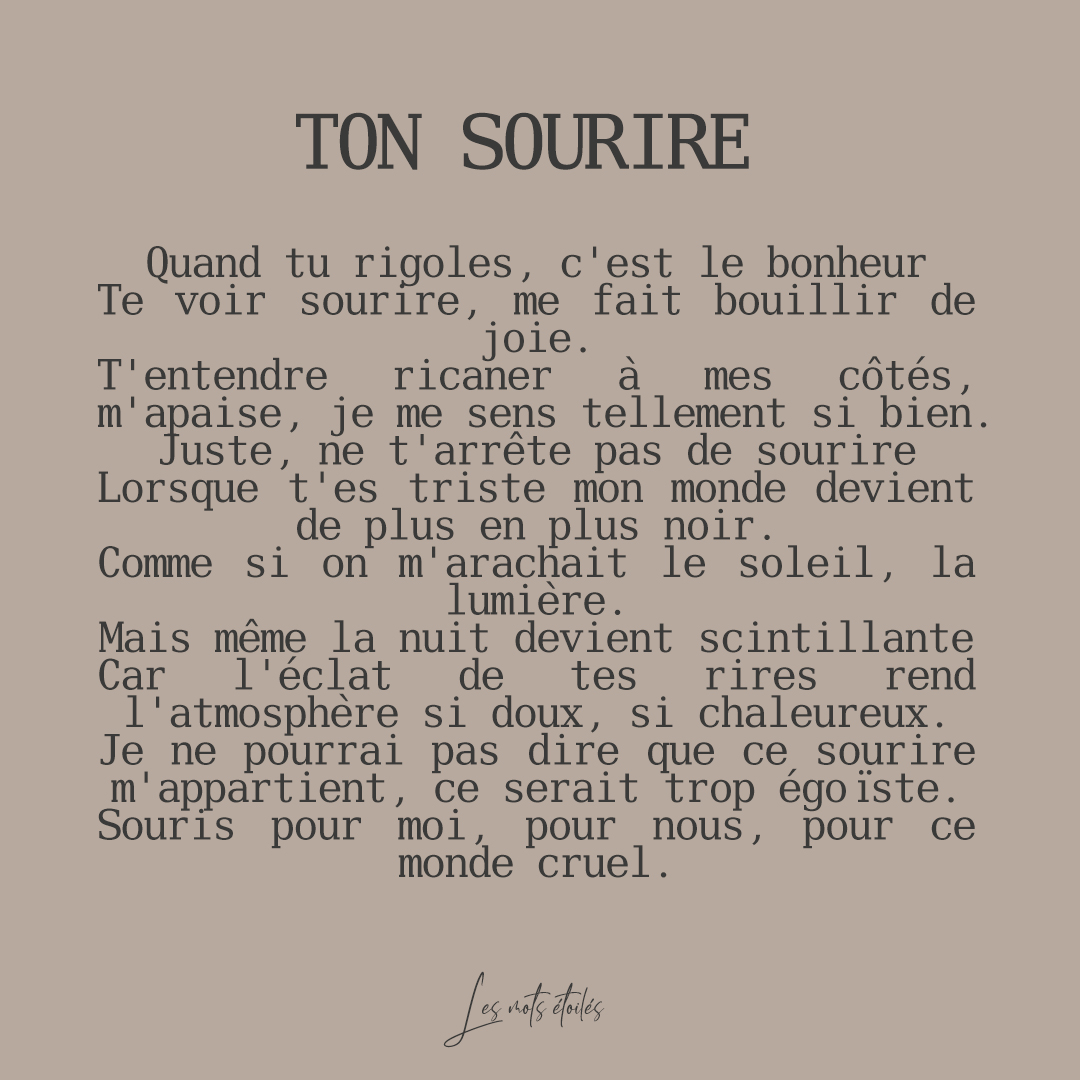 TON SOURIRE
Quand tu rigoles, c'est le bonheur
Te voir sourire, me fait bouillir de
joie.
T'entendre ricaner à mes côtés,
m'apaise, je me sens tellement si bien.
Juste, ne t'arrête pas de sourire
Lorsque t'es triste mon monde devient
de plus en plus noir.
Comme si on m'arachait le soleil, la
lumière.
Mais même la nuit devient scintillante
Car l'éclat de tes rires rend
l'atmosphère si doux, si chaleureux.
Je ne pourrai pas dire que ce sourire
m'appartient, ce serait trop égoïste.
Souris pour moi, pour nous, pour ce
monde cruel.
Les mots étoilés